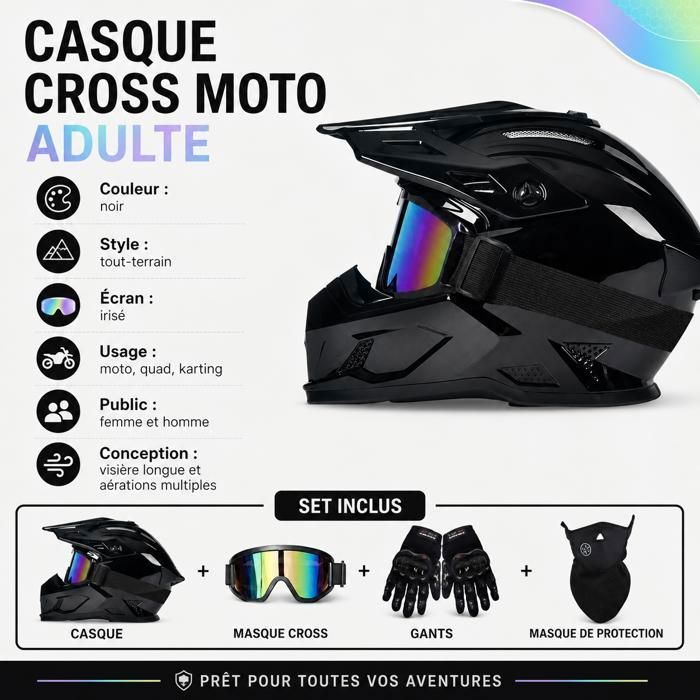 CASQUE
CROSS MOTO
ADULTE
Couleur :
noir
Style :
tout-terrain
Écran :
irisé
Usage :
moto, quad, karting
Public :
femme et homme
Conception :
visière longue et
aérations multiples
SET INCLUS
CASQUE
+
MASQUE CROSS
+
GANTS
+
MASQUE DE PROTECTION
PRÊT POUR TOUTES VOS AVENTURES